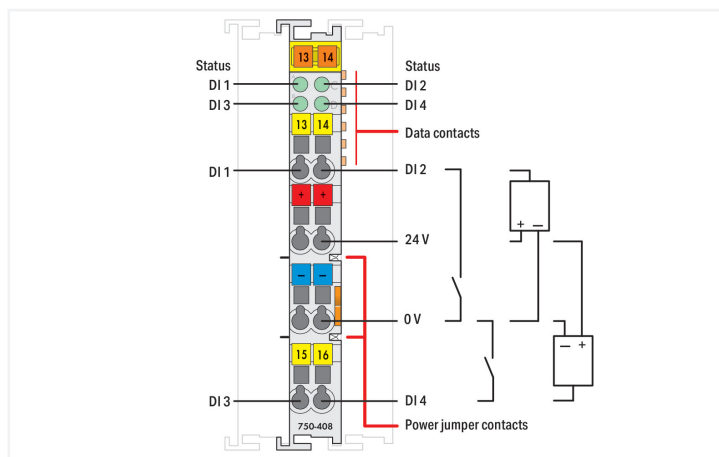 13 14
Status Status
DI 1 DI 2
DI 3 DI 4
13 14
Data contacts
DI 1 DI 2
+ +
+ −
24 V
− −
0 V
− +
15 16
DI 3 DI 4
750-408
Power jumper contacts